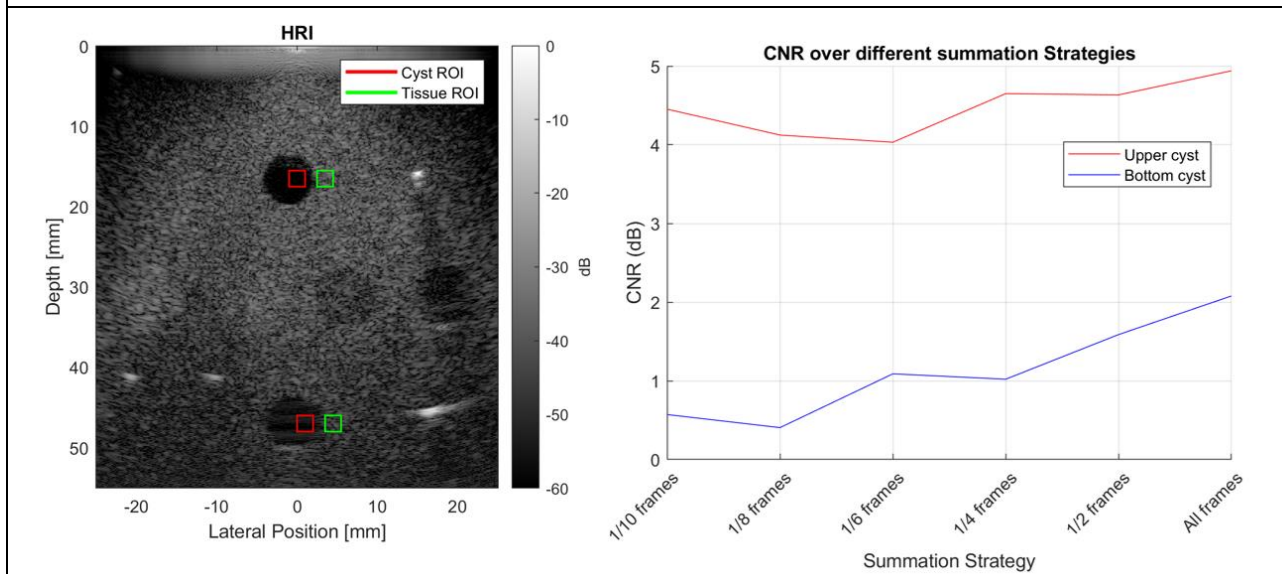 HRI
Cyst ROI
Tissue ROI
0
10
20
30
40
50
Depth [mm]
-20
-10
0
10
20
Lateral Position [mm]
0
-10
-20
-30
-40
-50
-60
dB
CNR over different summation Strategies
Upper cyst
Bottom cyst
5
4
3
2
1
0
CNR (dB)
1/10 frames
1/8 frames
1/6 frames
1/4 frames
1/2 frames
All frames
Summation Strategy